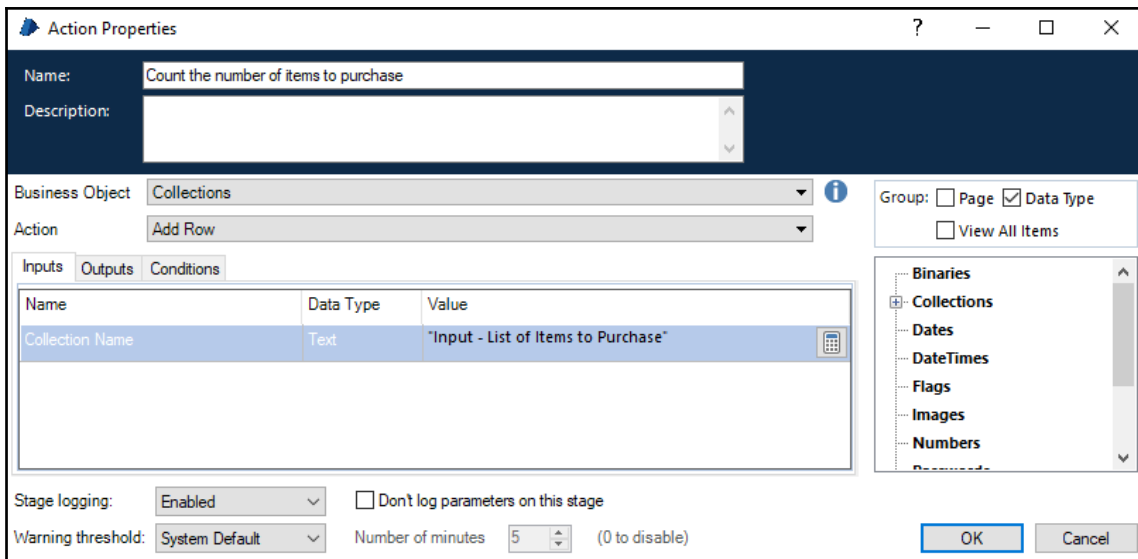 Action Properties
?
Name: Count the number of items to purchase
Description:
Business Object Collections
Action Add Row
Group: Page Data Type
View All Items
Inputs Outputs Conditions
Name Data Type Value
Collection Name Text "Input - List of Items to Purchase"
Binaries
Collections
Dates
DateTimes
Flags
Images
Numbers
Stage logging: Enabled Don't log parameters on this stage
Warning threshold: System Default Number of minutes 5 (0 to disable)
OK Cancel